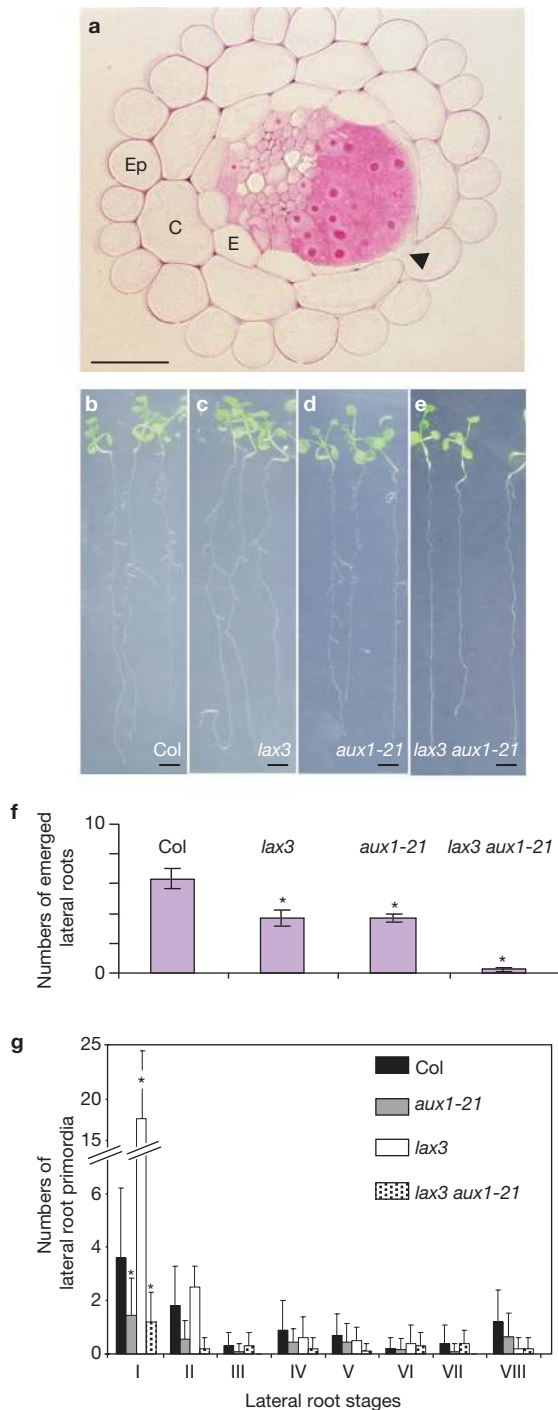 a
Ep
C
E
b
c
d
e
Col
lax3
aux1-21
lax3 aux1-21
f
10
Col
lax3
aux1-21
lax3 aux1-21
*
*
*
0
Numbers of emerged
lateral roots
g
25
20
15
6
4
2
0
*
*
*
Col
aux1-21
lax3
lax3 aux1-21
Numbers of
lateral root primordia
I
II
III
IV
V
VI
VII
VIII
Lateral root stages